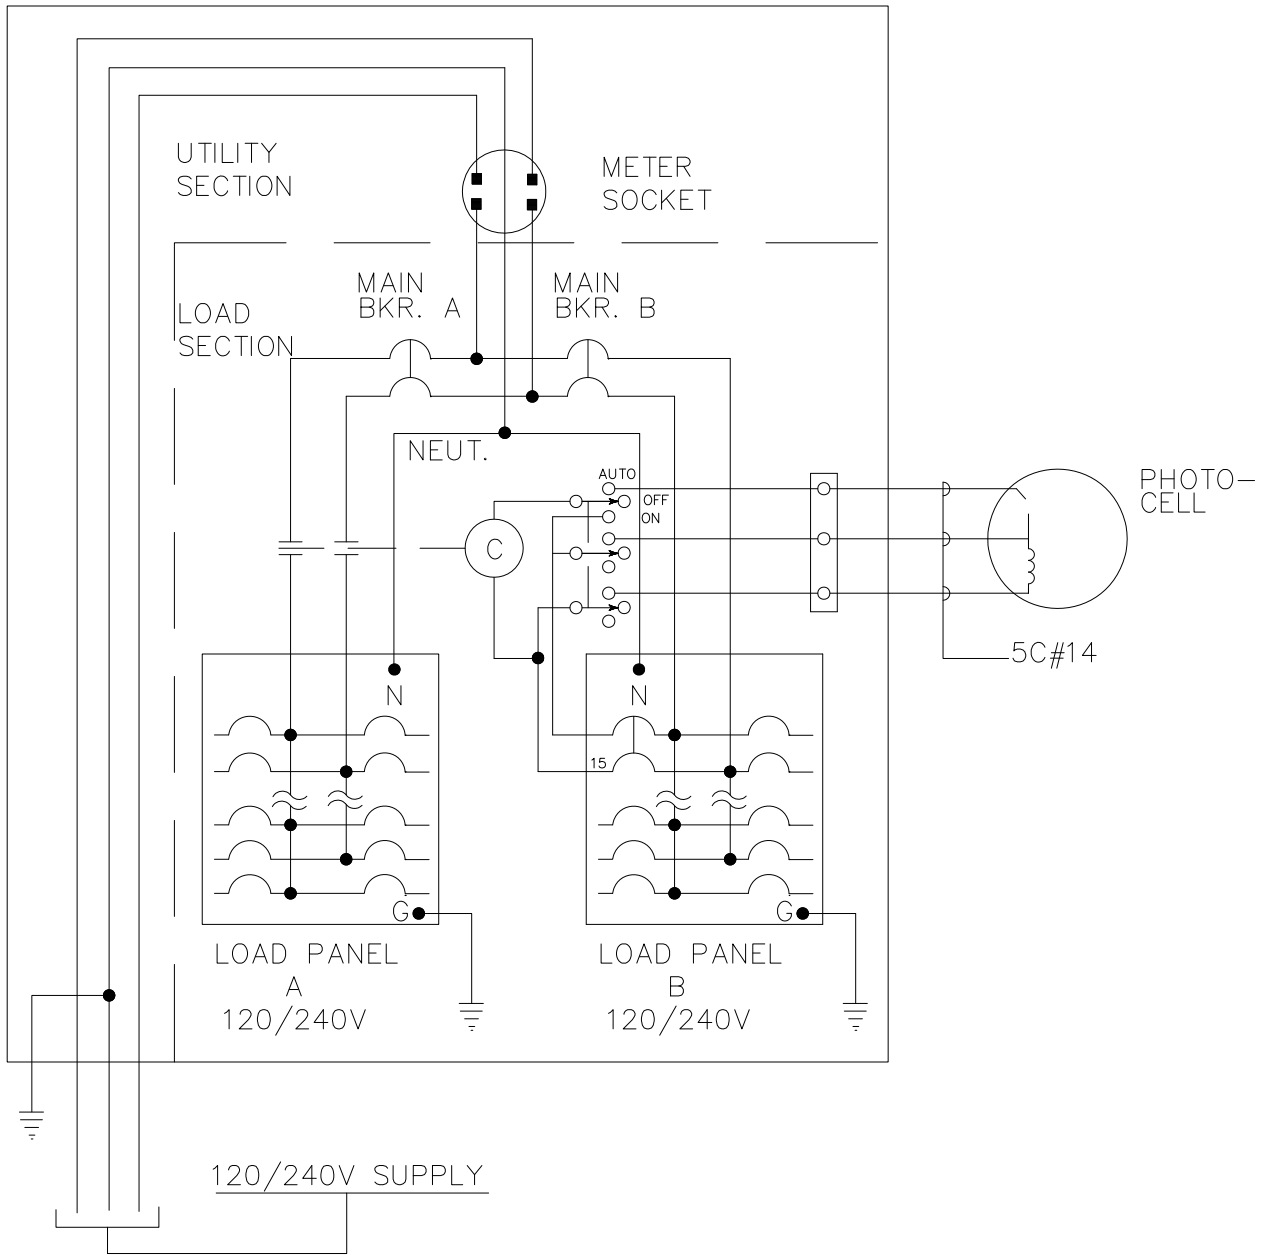 UTILITY
SECTION
METER
SOCKET
MAIN
BKR. A
MAIN
BKR. B
LOAD
SECTION
NEUT.
AUTO
OFF
ON
PHOTO-
CELL
C
5C#14
N
N
15
G
G
LOAD PANEL
A
120/240V
LOAD PANEL
B
120/240V
120/240V SUPPLY